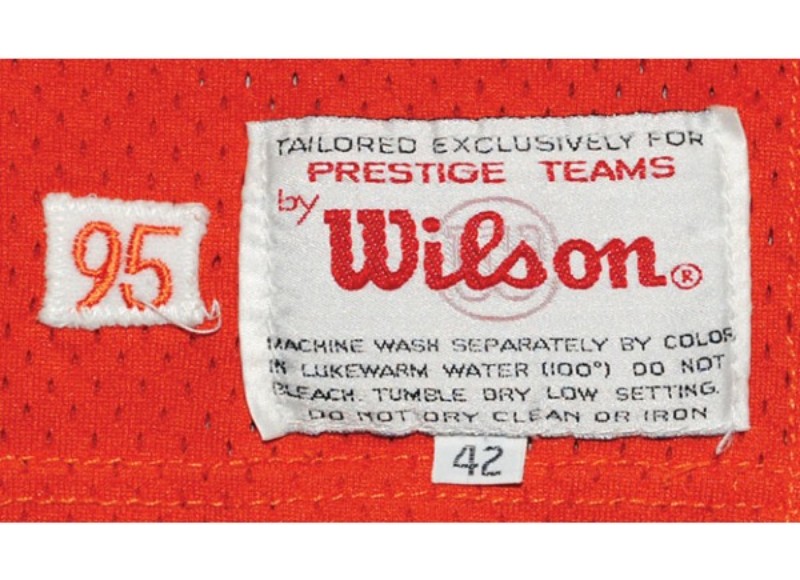 95
TAILORED EXCLUSIVELY FOR
PRESTIGE TEAMS
by
Wilson®
MACHINE WASH SEPARATELY BY COLOR
IN LUKEWARM WATER (100°) DO NOT
BLEACH. TUMBLE DRY LOW SETTING.
DO NOT DRY CLEAN OR IRON
42